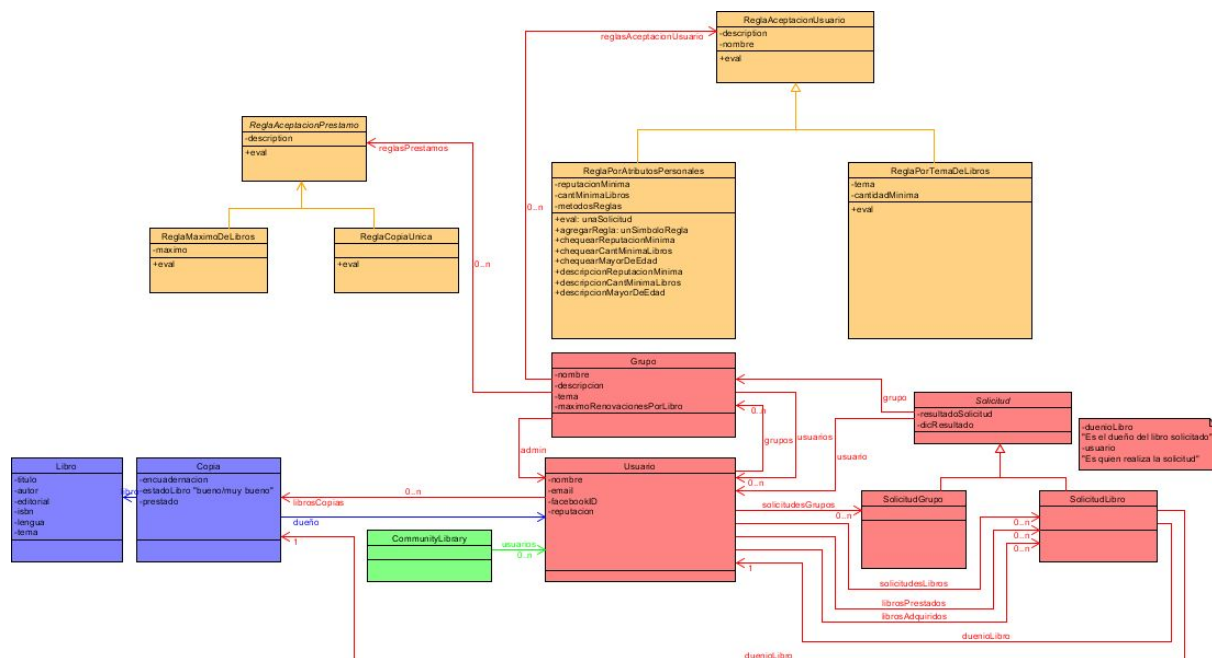 ReglaAceptacionUsuario
-description
-nombre
+eval
reglasAceptacionUsuario
ReglaAceptacionPrestamo
-description
+eval
reglasPrestamos
ReglaPorAtributosPersonales
-reputacionMinima
-cantMinimaLibros
-metodosReglas
+eval: unaSolicitud
+agregarRegla: unSimboloRegla
+chequearReputacionMinima
+chequearCantMinimaLibros
+chequearMayorDeEdad
+descripcionReputacionMinima
+descripcionCantMinimaLibros
+descripcionMayorDeEdad
ReglaPorTemaDeLibros
-tema
-cantidadMinima
+eval
0..n
ReglaMaximoDeLibros
-maximo
+eval
ReglaCopiaUnica
+eval
0..n
Grupo
-nombre
-descripcion
-tema
-maximoRenovacionesPorLibro
0..n
grupo
Solicitud
-resultadoSolicitud
-dicResultado
-duenioLibro
"Es el dueño del libro solicitado"
-usuario
"Es quien realiza la solicitud"
admin
grupos
usuarios
usuario
Libro
-titulo
-autor
-editorial
-isbn
-lengua
-tema
libro
Copia
-encuadernacion
-estadoLibro "bueno/muy bueno"
-prestado
0..n
librosCopias
dueño
1
Usuario
-nombre
-email
-facebookID
-reputacion
0..n
solicitudesGrupos
0..n
SolicitudGrupo
SolicitudLibro
0..n
0..n
0..n
CommunityLibrary
usuarios
0..n
1
solicitudesLibros
librosPrestados
librosAdquiridos
duenioLibro
duenioLibro